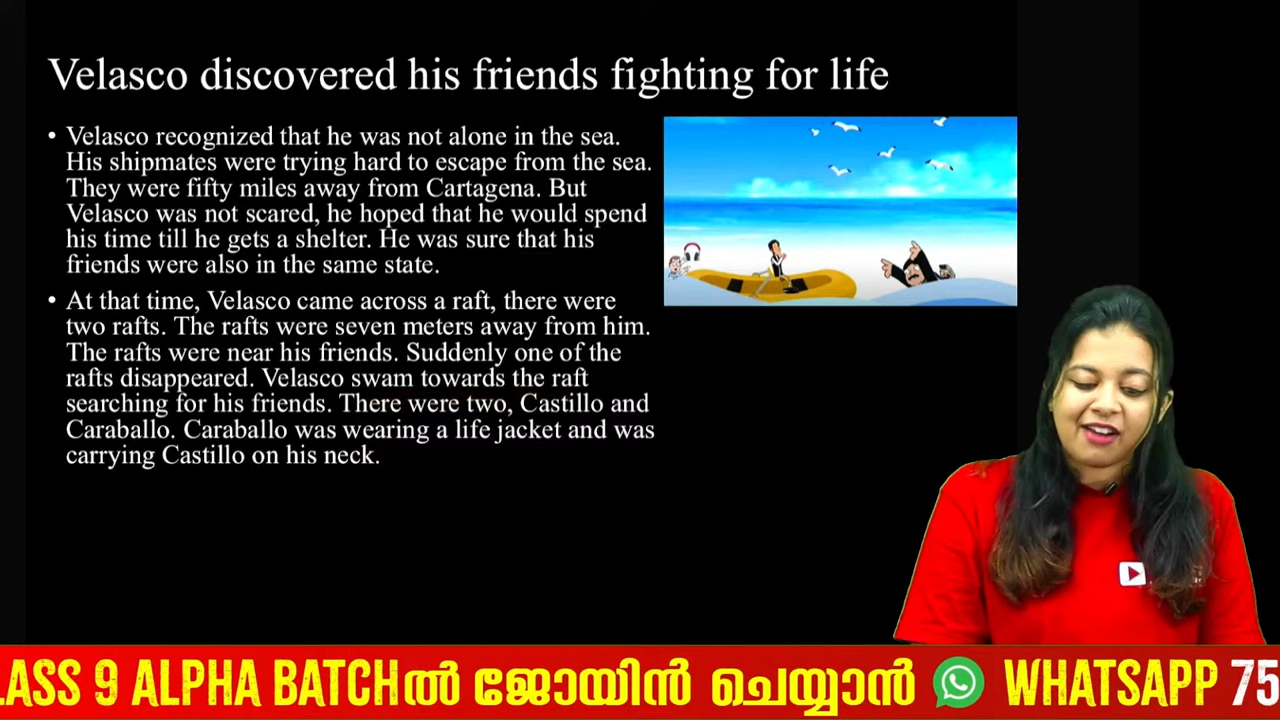 Velasco discovered his friends fighting for life
• Velasco recognized that he was not alone in the sea.
His shipmates were trying hard to escape from the sea.
They were fifty miles away from Cartagena. But
Velasco was not scared, he hoped that he would spend
his time till he gets a shelter. He was sure that his
friends were also in the same state.
• At that time, Velasco came across a raft, there were
two rafts. The rafts were seven meters away from him.
The rafts were near his friends. Suddenly one of the
rafts disappeared. Velasco swam towards the raft
searching for his friends. There were two, Castillo and
Caraballo. Caraballo was wearing a life jacket and was
carrying Castillo on his neck.
LASS 9 ALPHA BATCHൽ ജോയിൻ ചെയ്യാൻ WHATSAPP 75